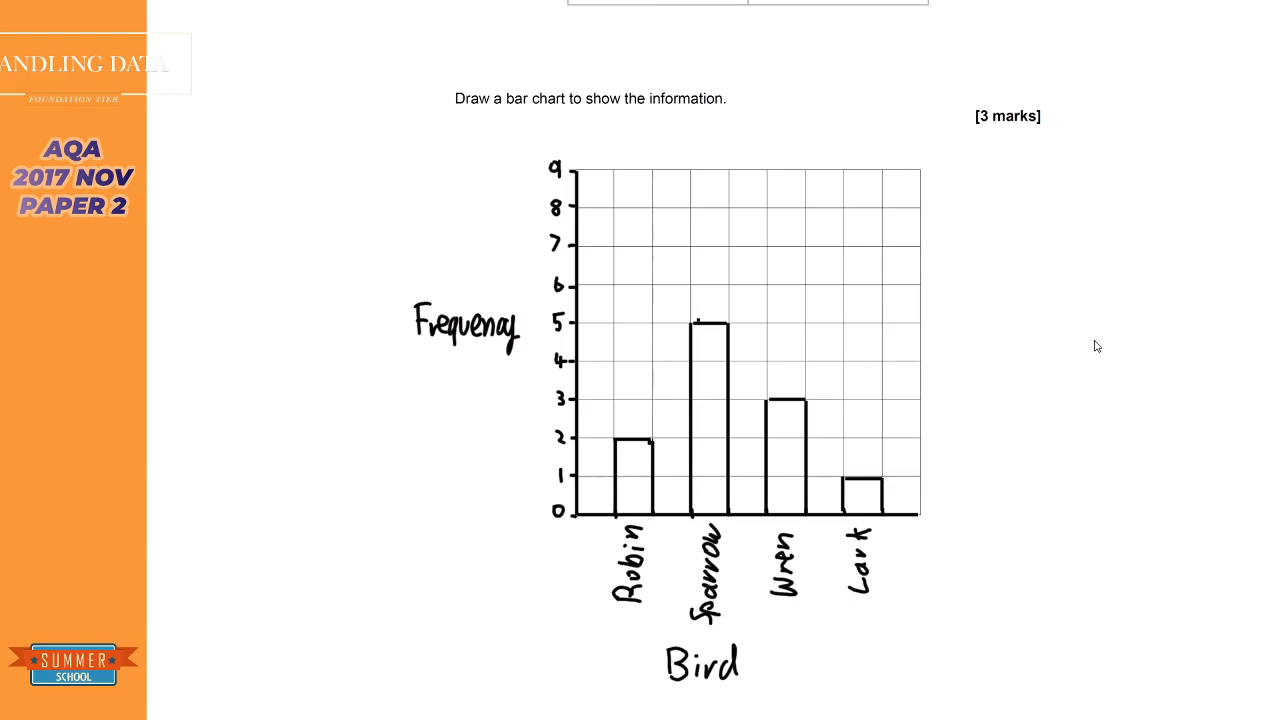 ANDLING DATA
FOUNDATION TIER
AQA
2017 NOV
PAPER 2
Draw a bar chart to show the information.
[3 marks]
9
8
7
6
Frequency
5
4
3
2
1
0
Robin
Sparrow
Wren
Lark
Bird
SUMMER
SCHOOL